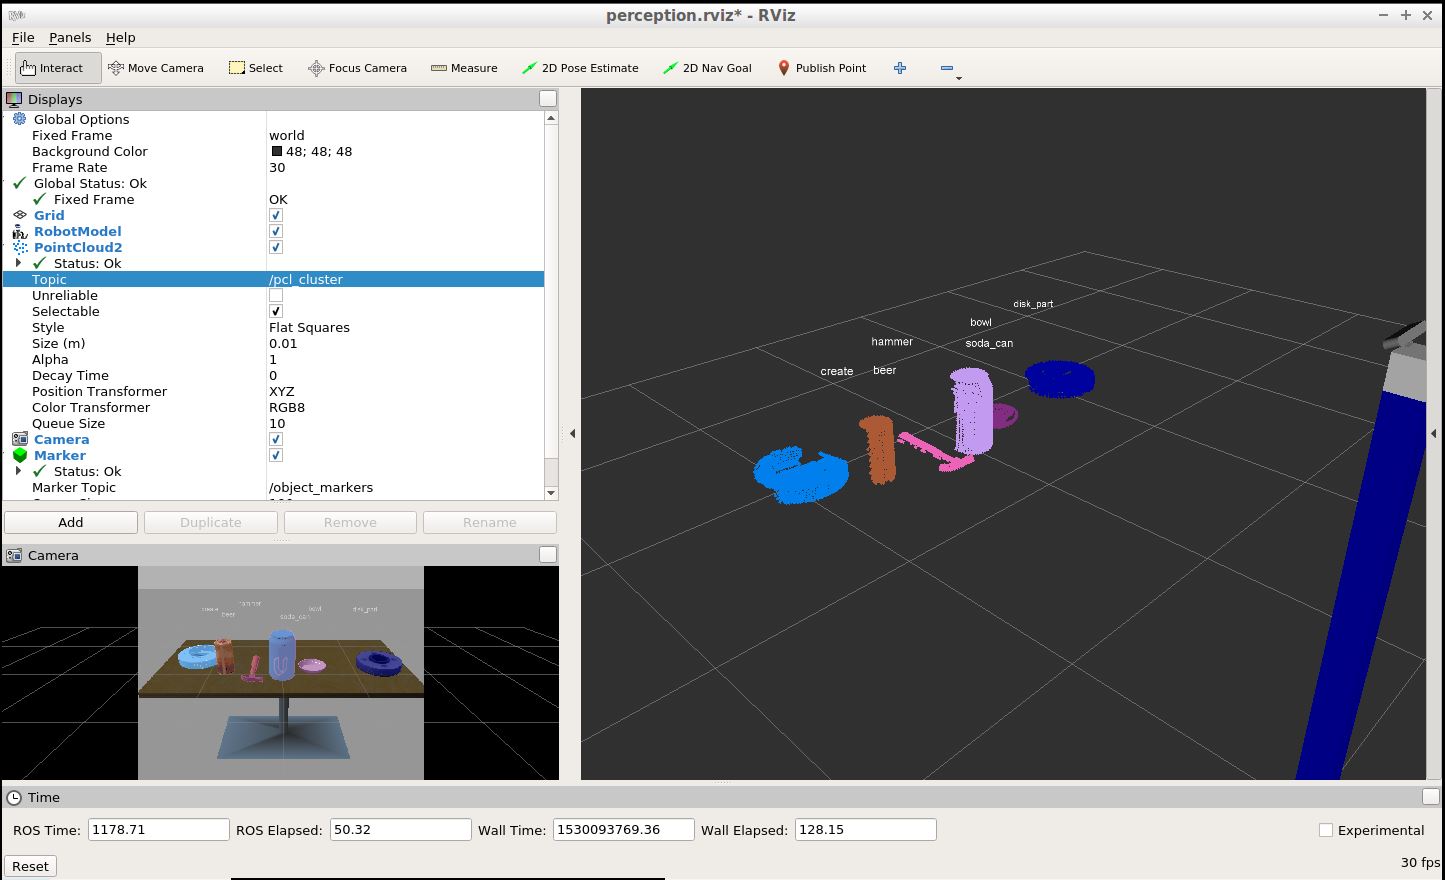 RViz perception.rviz* - RViz
File Panels Help
Interact Move Camera Select Focus Camera Measure 2D Pose Estimate 2D Nav Goal Publish Point
Displays
Global Options
Fixed Frame world
Background Color 48; 48; 48
Frame Rate 30
Global Status: Ok
Fixed Frame OK
Grid
RobotModel
PointCloud2
Status: Ok
Topic /pcl_cluster
Unreliable
Selectable
Style Flat Squares
Size (m) 0.01
Alpha 1
Decay Time 0
Position Transformer XYZ
Color Transformer RGB8
Queue Size 10
Camera
Marker
Status: Ok
Marker Topic /object_markers
Add Duplicate Remove Rename
Camera
create hammer
beer
soda_can
bowl
disk_part
disk_part
bowl
hammer soda_can
create beer
Time
ROS Time: 1178.71 ROS Elapsed: 50.32 Wall Time: 1530093769.36 Wall Elapsed: 128.15 Experimental
Reset 30 fps